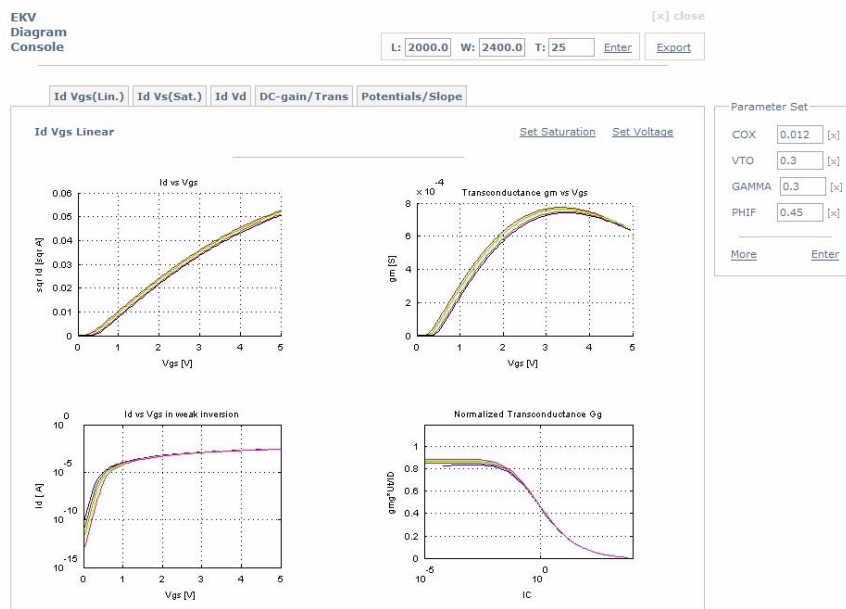 EKV
Diagram
Console
[x] close
L: 2000.0 W: 2400.0 T: 25 Enter Export
Id Vgs(Lin.) Id Vs(Sat.) Id Vd DC-gain/Trans Potentials/Slope
Id Vgs Linear
Set Saturation Set Voltage
Parameter Set
COX 0.012 [x]
VTO 0.3 [x]
GAMMA 0.3 [x]
PHIF 0.45 [x]
More Enter
Id vs Vgs
sqr Id [sqr A]
0.06
0.05
0.04
0.03
0.02
0.01
0
0 1 2 3 4 5
Vgs [V]
Transconductance gm vs Vgs
× 10 -4
gm [S]
8
6
4
2
0
0 1 2 3 4 5
Vgs [V]
Id vs Vgs in weak inversion
Id [ A]
10 0
10 -5
10 -10
10 -15
0 1 2 3 4 5
Vgs [V]
Normalized Transconductance Gg
gmg*Ut/ID
1
0.8
0.6
0.4
0.2
0
10 -5
10 0
IC